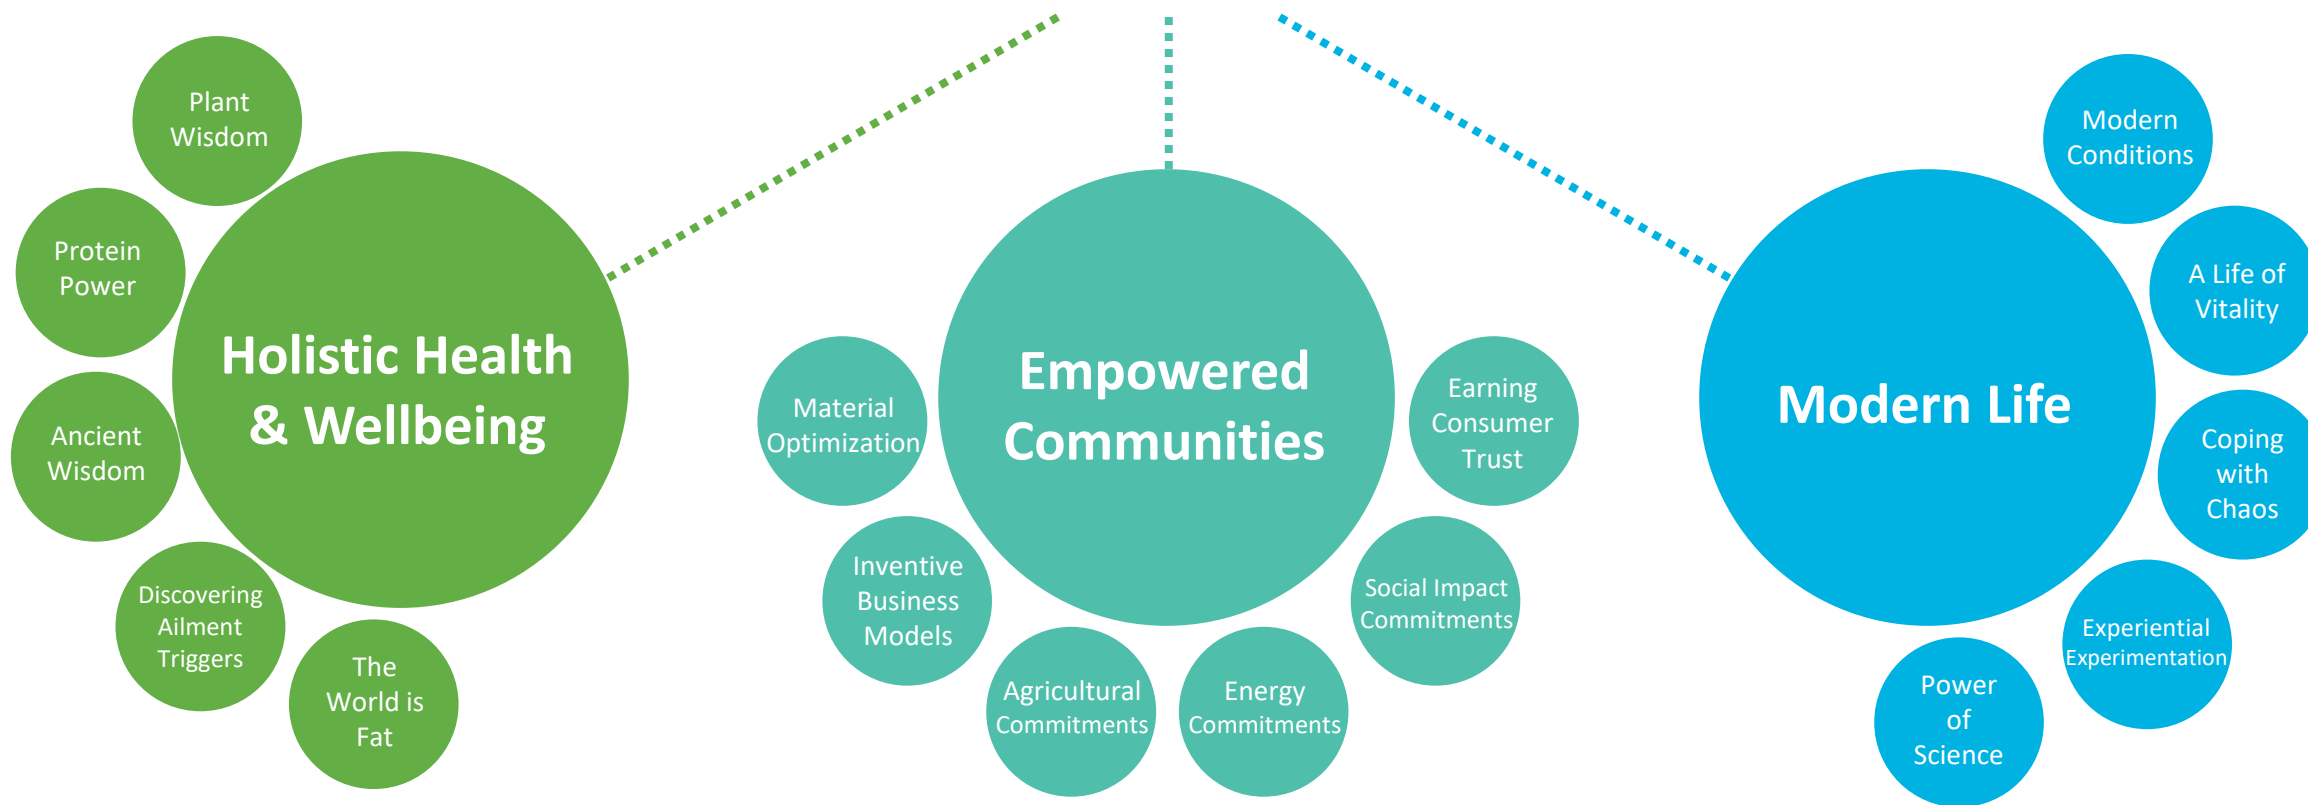 Plant
Wisdom
Protein
Power
Ancient
Wisdom
Discovering
Ailment
Triggers
The
World is
Fat
Holistic Health
& Wellbeing
Material
Optimization
Inventive
Business
Models
Agricultural
Commitments
Energy
Commitments
Social Impact
Commitments
Earning
Consumer
Trust
Empowered
Communities
Modern Life
Modern
Conditions
A Life of
Vitality
Coping
with
Chaos
Experiential
Experimentation
Power
of
Science